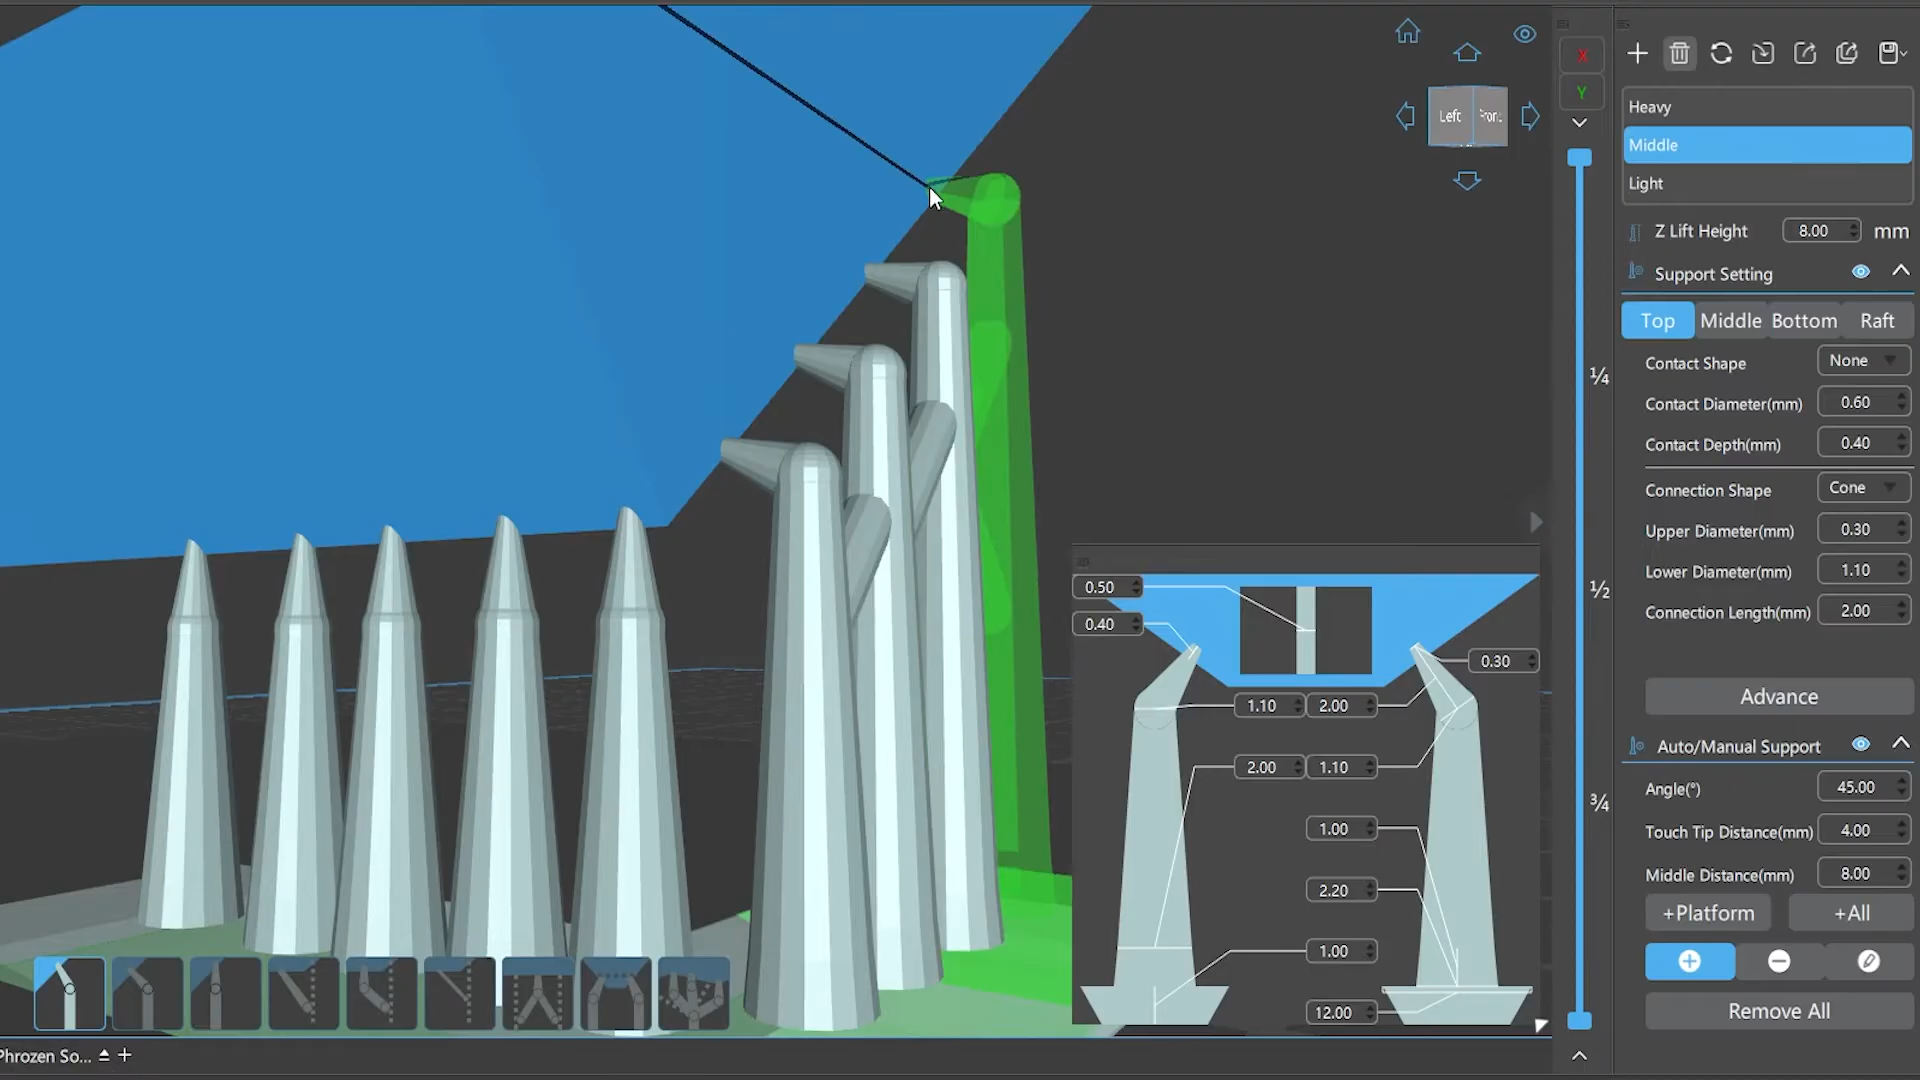 X
Y
Left
Fron
Heavy
Middle
Light
Z Lift Height 8.00 mm
Support Setting
Top Middle Bottom Raft
Contact Shape None
Contact Diameter(mm) 0.60
Contact Depth(mm) 0.40
Connection Shape Cone
Upper Diameter(mm) 0.30
Lower Diameter(mm) 1.10
Connection Length(mm) 2.00
Advance
Auto/Manual Support
Angle(°) 45.00
Touch Tip Distance(mm) 4.00
Middle Distance(mm) 8.00
+Platform +All
Remove All
¼
½
¾
0.50
0.40
0.30
1.10 2.00
2.00 1.10
1.00
2.20
1.00
12.00
Phrozen So...